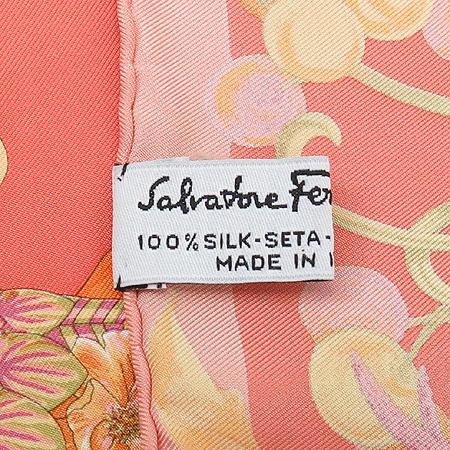 Salvatore Fer
100% SILK-SETA-
MADE IN I